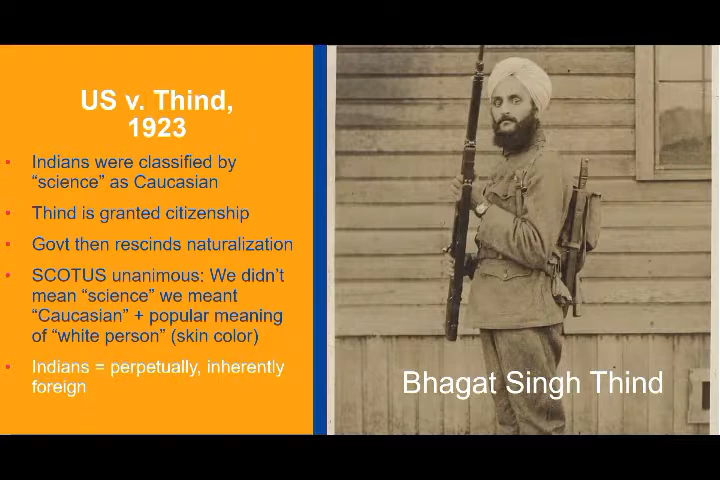 US v. Thind,
1923
• Indians were classified by
“science” as Caucasian
• Thind is granted citizenship
• Govt then rescinds naturalization
• SCOTUS unanimous: We didn’t
mean “science” we meant
“Caucasian” + popular meaning
of “white person” (skin color)
• Indians = perpetually, inherently
foreign
Bhagat Singh Thind